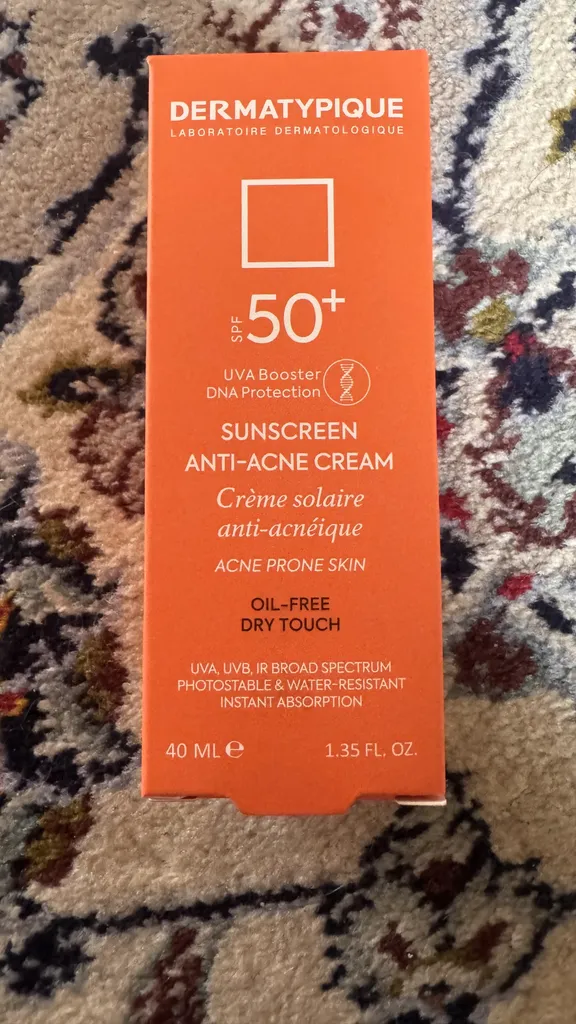 DERMATYPIQUE
LABORATOIRE DERMATOLOGIQUE
SPF 50+
UVA Booster
DNA Protection
SUNSCREEN
ANTI-ACNE CREAM
Crème solaire
anti-acnéique
ACNE PRONE SKIN
OIL-FREE
DRY TOUCH
UVA, UVB, IR BROAD SPECTRUM
PHOTOSTABLE & WATER-RESISTANT
INSTANT ABSORPTION
40 ML ℮ 1.35 FL. OZ.